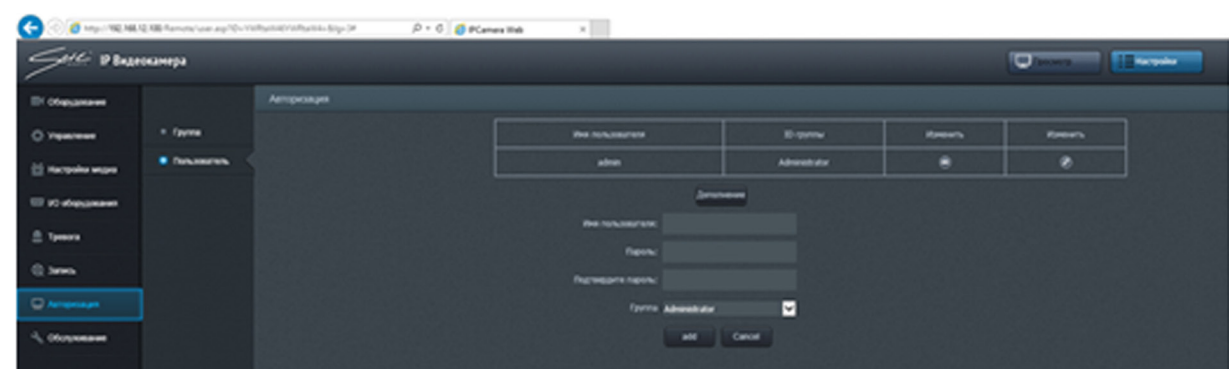 IPCamera Web
IP Видеокамера
Просмотр
Настройки
Оборудование
Управление
Настройки медиа
I/O оборудования
Тревога
Запись
Авторизация
Обслуживание
Группа
Пользователь
Авторизация
Имя пользователя ID группы Изменить Изменить
admin Administrator
Дополнение
Имя пользователя:
Пароль:
Подтвердите пароль:
Группа Administrator
add Cancel